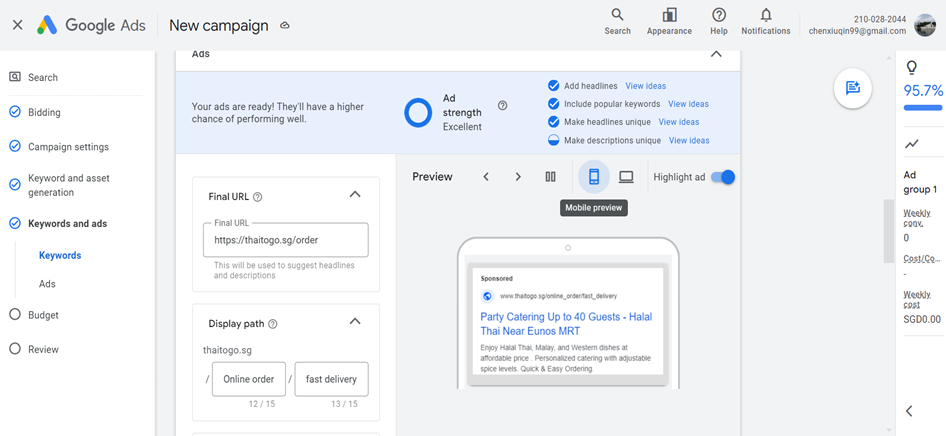 Google Ads
New campaign
Search
Appearance
Help
Notifications
210-028-2044
chenxiuqin99@gmail.com
Search
Bidding
Campaign settings
Keyword and asset
generation
Keywords and ads
Keywords
Ads
Budget
Review
Ads
Your ads are ready! They'll have a higher
chance of performing well.
Ad
strength
Excellent
Add headlines View ideas
Include popular keywords View ideas
Make headlines unique View ideas
Make descriptions unique View ideas
Final URL
Final URL
https://thaitogo.sg/order
This will be used to suggest headlines
and descriptions
Display path
thaitogo.sg
/ Online order / fast delivery
12 / 15 13 / 15
Preview
Highlight ad
Mobile preview
Sponsored
www.thaitogo.sg/online_order/fast_delivery
Party Catering Up to 40 Guests - Halal
Thai Near Eunos MRT
Enjoy Halal Thai, Malay, and Western dishes at
affordable price . Personalized catering with adjustable
spice levels. Quick & Easy Ordering.
95.7%
Ad
group 1
Weekly
conv.
0
Cost/Co...
-
Weekly
cost
SGD0.00